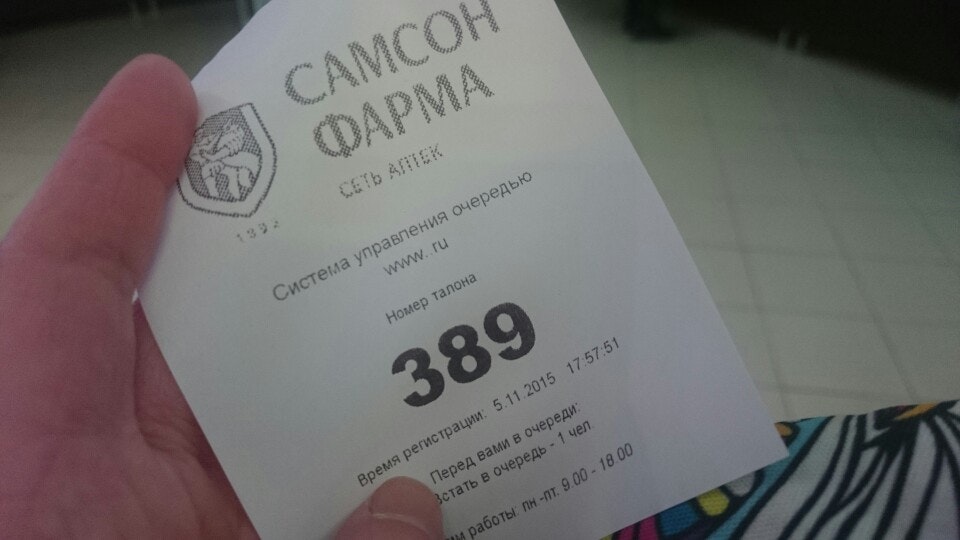 САМСОН
ФАРМА
СЕТЬ АПТЕК
1992
Система управления очередью
www..ru
Номер талона
389
Время регистрации: 5.11.2015 17:57:51
Перед вами в очереди:
Встать в очередь - 1 чел.
работы пн -пт. 9.00 - 18.00